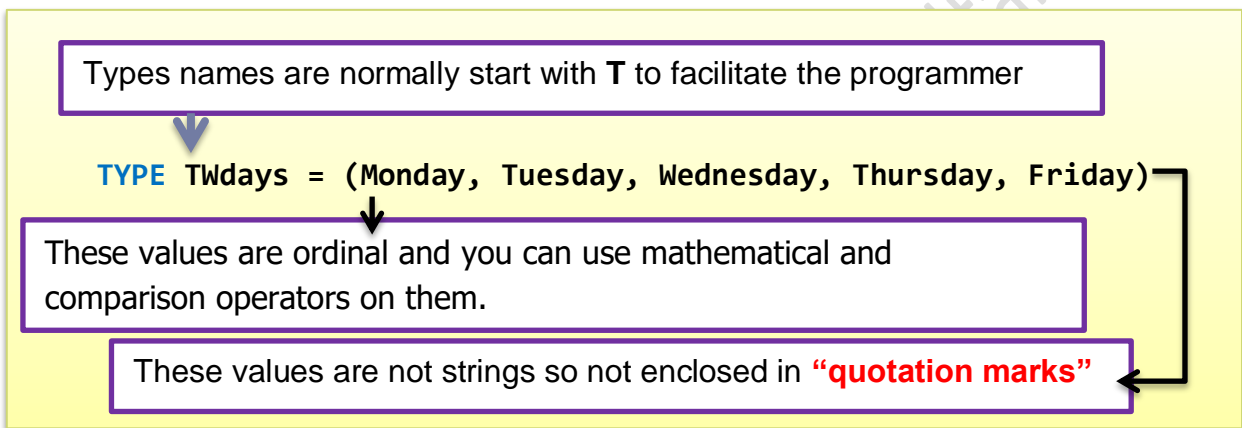 Types names are normally start with T to facilitate the programmer
TYPE TWdays = (Monday, Tuesday, Wednesday, Thursday, Friday)
These values are ordinal and you can use mathematical and
comparison operators on them.
These values are not strings so not enclosed in “quotation marks”